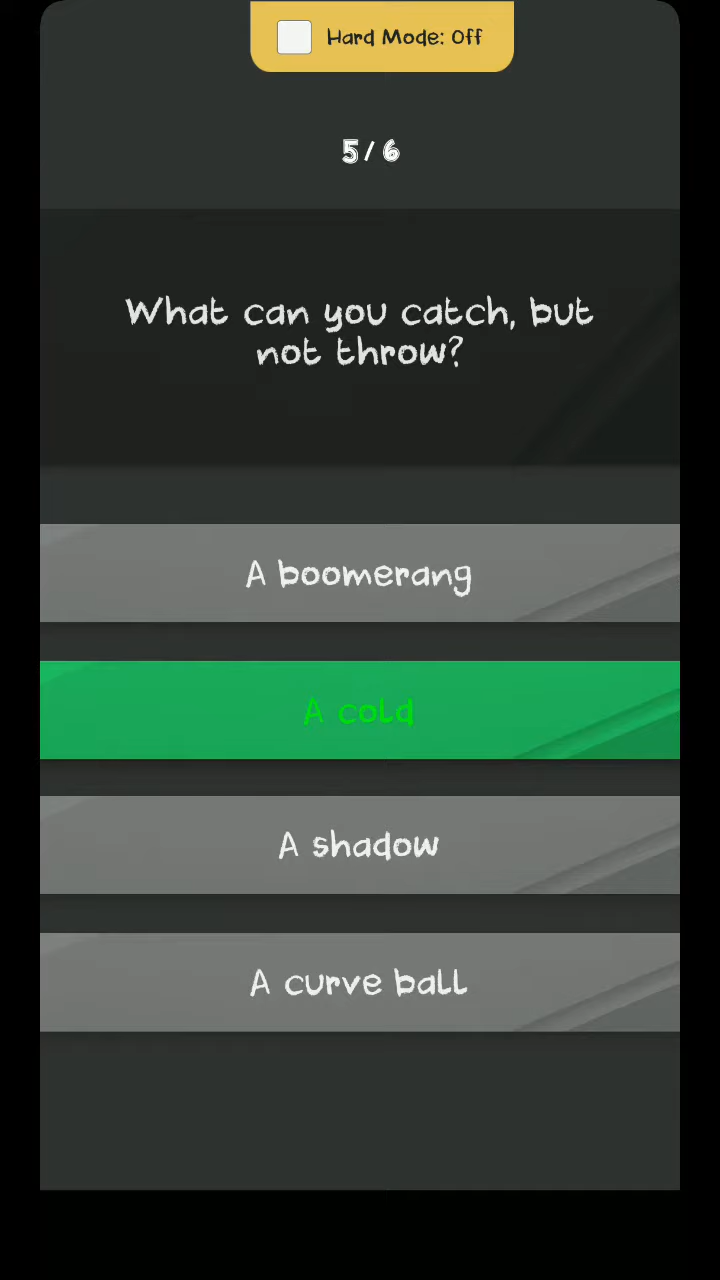 Hard Mode: Off
5/6
What can you catch, but
not throw?
A boomerang
A cold
A shadow
A curve ball